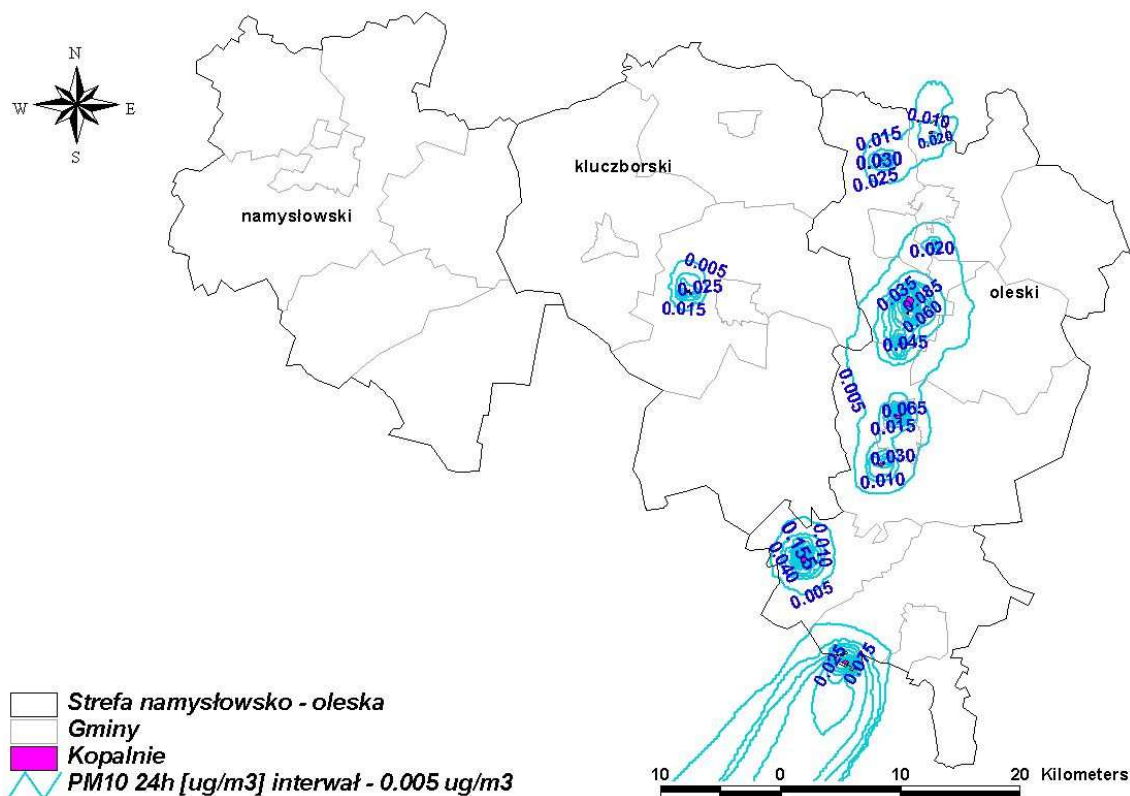 N
W E
S
namysłowski
kluczborski
oleski
0.010
0.015
0.020
0.030
0.025
0.020
0.005
0.025
0.015
0.035
0.085
0.060
0.045
0.005
0.065
0.015
0.030
0.010
0.155
0.010
0.040
0.005
0.025
0.015
Strefa namysłowsko - oleska
Gminy
Kopalnie
PM10 24h [ug/m3] interwał - 0.005 ug/m3
10 0 10 20 Kilometers